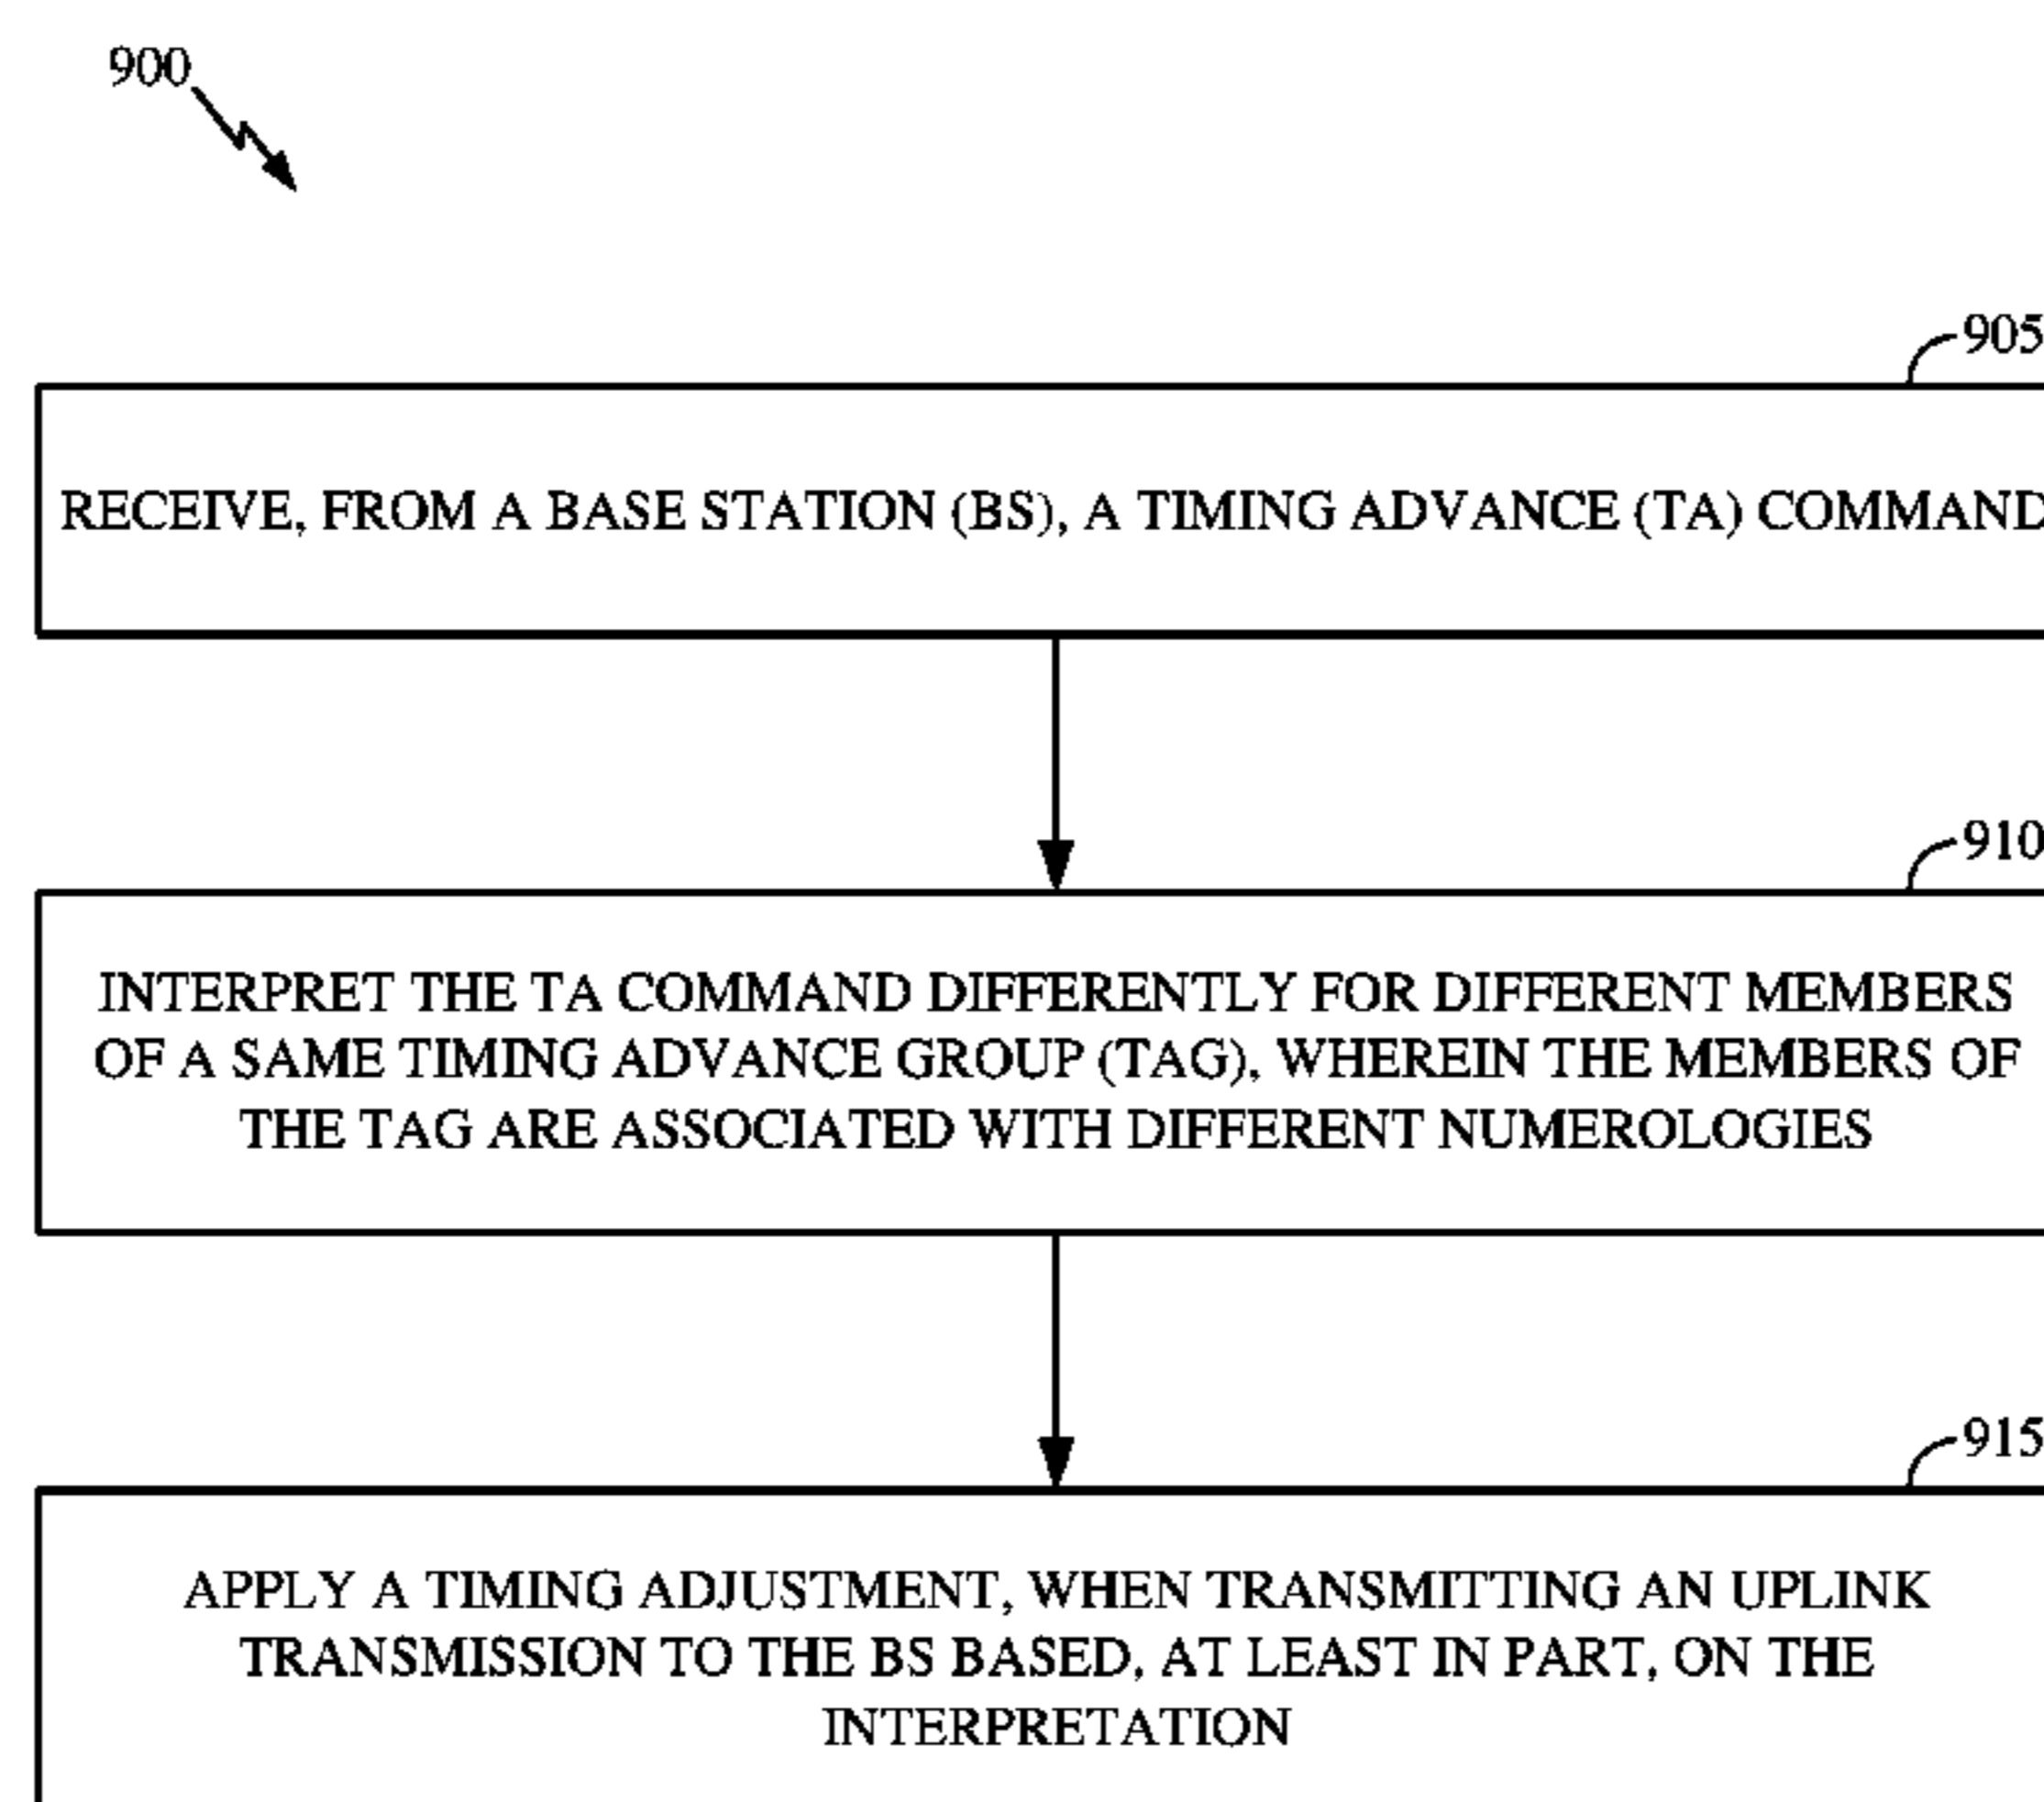 900
905
RECEIVE, FROM A BASE STATION (BS), A TIMING ADVANCE (TA) COMMAND
910
INTERPRET THE TA COMMAND DIFFERENTLY FOR DIFFERENT MEMBERS
OF A SAME TIMING ADVANCE GROUP (TAG), WHEREIN THE MEMBERS OF
THE TAG ARE ASSOCIATED WITH DIFFERENT NUMEROLOGIES
915
APPLY A TIMING ADJUSTMENT, WHEN TRANSMITTING AN UPLINK
TRANSMISSION TO THE BS BASED, AT LEAST IN PART, ON THE
INTERPRETATION